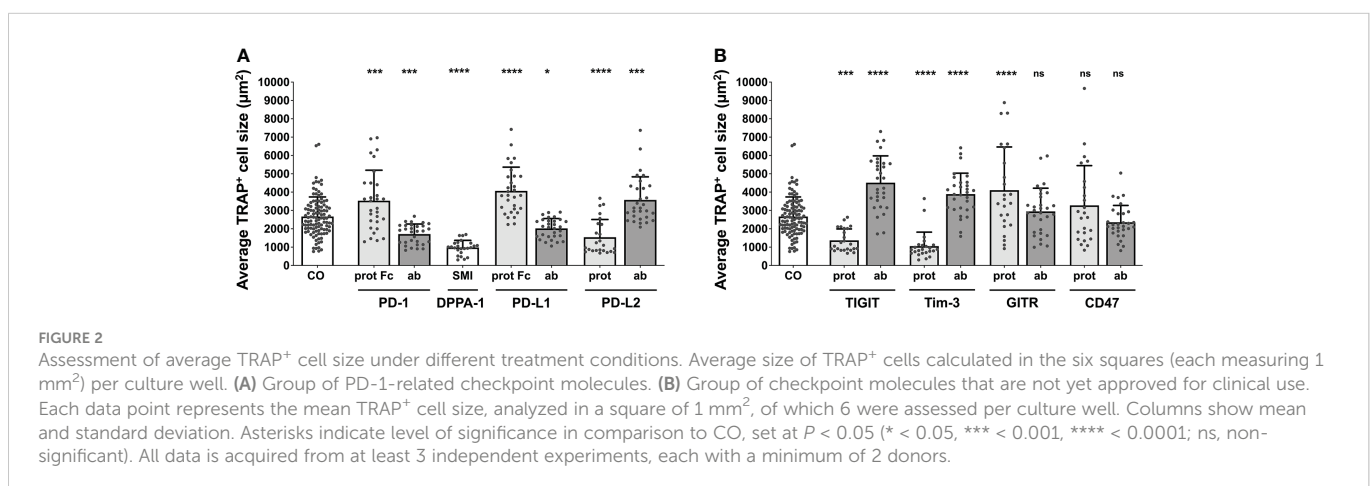 A
Average TRAP⁺ cell size (µm²)
10000
9000
8000
7000
6000
5000
4000
3000
2000
1000
0
*** *** **** **** * **** ***
CO prot Fc ab SMI prot Fc ab prot ab
PD-1 DPPA-1 PD-L1 PD-L2
B
Average TRAP⁺ cell size (µm²)
10000
9000
8000
7000
6000
5000
4000
3000
2000
1000
0
*** **** **** **** **** ns ns ns
CO prot ab prot ab prot ab prot ab
TIGIT Tim-3 GITR CD47
FIGURE 2
Assessment of average TRAP⁺ cell size under different treatment conditions. Average size of TRAP⁺ cells calculated in the six squares (each measuring 1
mm²) per culture well. (A) Group of PD-1-related checkpoint molecules. (B) Group of checkpoint molecules that are not yet approved for clinical use.
Each data point represents the mean TRAP⁺ cell size, analyzed in a square of 1 mm², of which 6 were assessed per culture well. Columns show mean
and standard deviation. Asterisks indicate level of significance in comparison to CO, set at P < 0.05 (* < 0.05, *** < 0.001, **** < 0.0001; ns, non-
significant). All data is acquired from at least 3 independent experiments, each with a minimum of 2 donors.